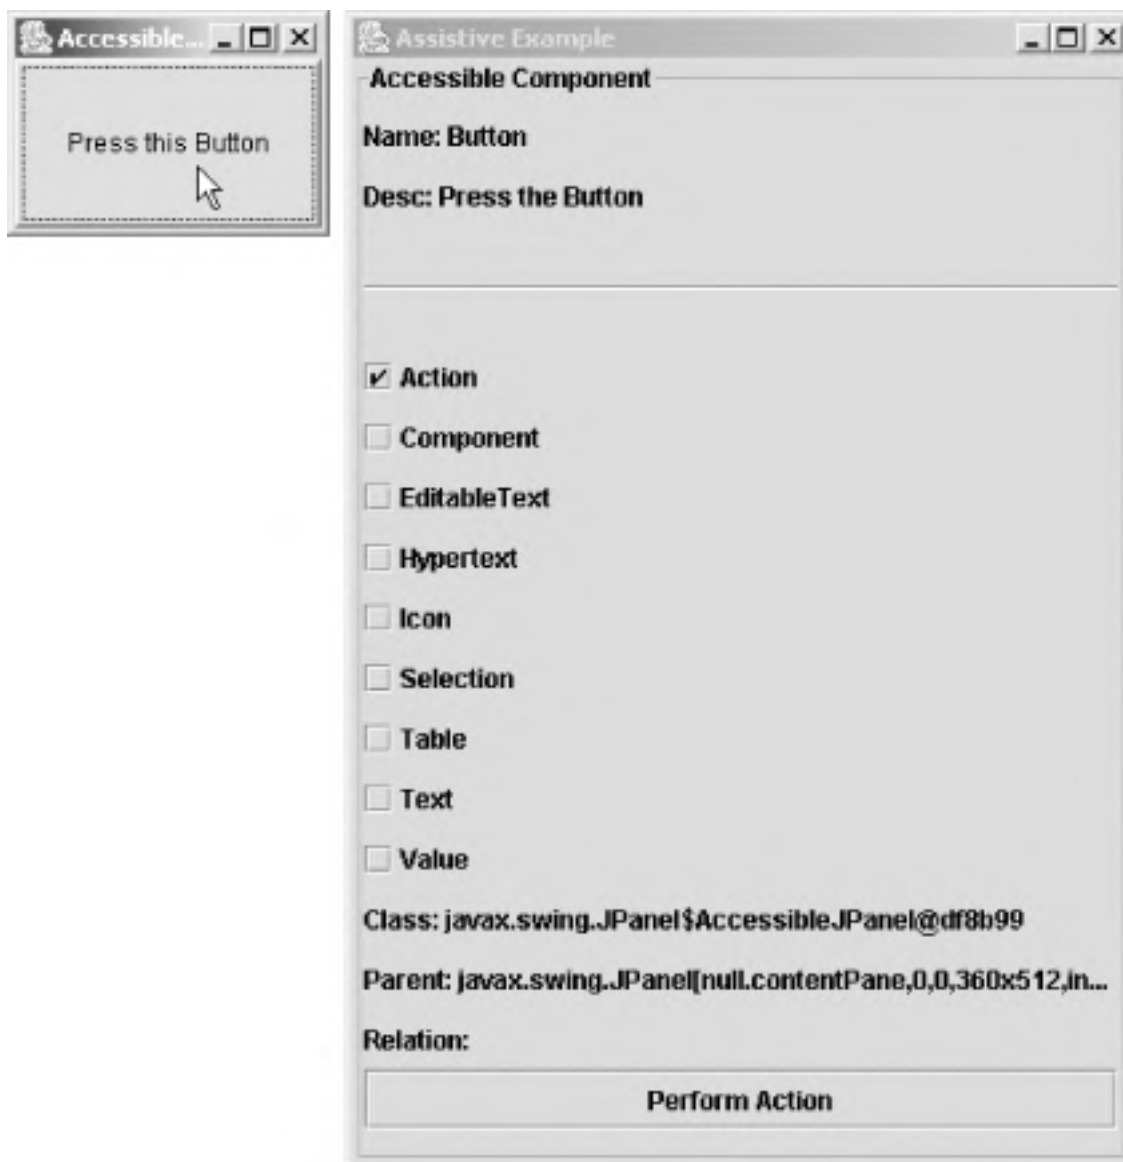 Accessible...
Press this Button
Assistive Example
Accessible Component
Name: Button
Desc: Press the Button
Action
Component
EditableText
Hypertext
Icon
Selection
Table
Text
Value
Class: javax.swing.JPanel$AccessibleJPanel@df8b99
Parent: javax.swing.JPanel[null.contentPane,0,0,360x512,in...
Relation:
Perform Action